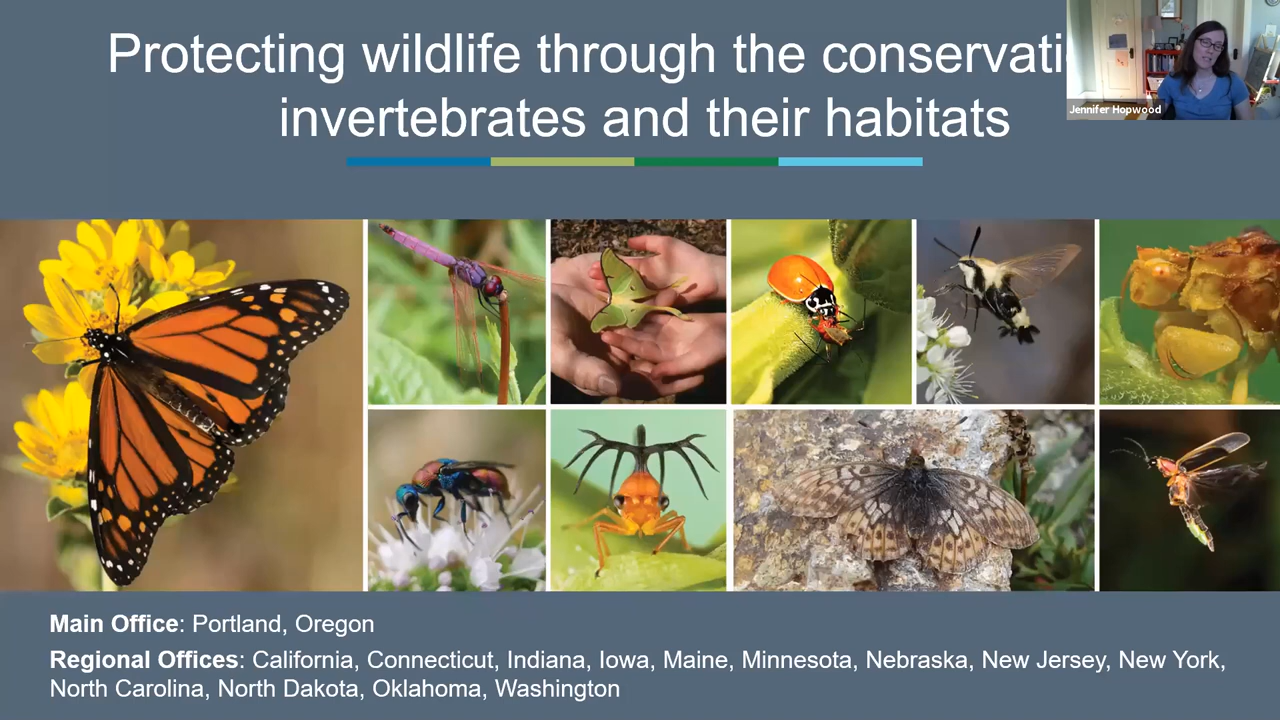 Protecting wildlife through the conservati
invertebrates and their habitats
Jennifer Hopwood
Main Office: Portland, Oregon
Regional Offices: California, Connecticut, Indiana, Iowa, Maine, Minnesota, Nebraska, New Jersey, New York,
North Carolina, North Dakota, Oklahoma, Washington